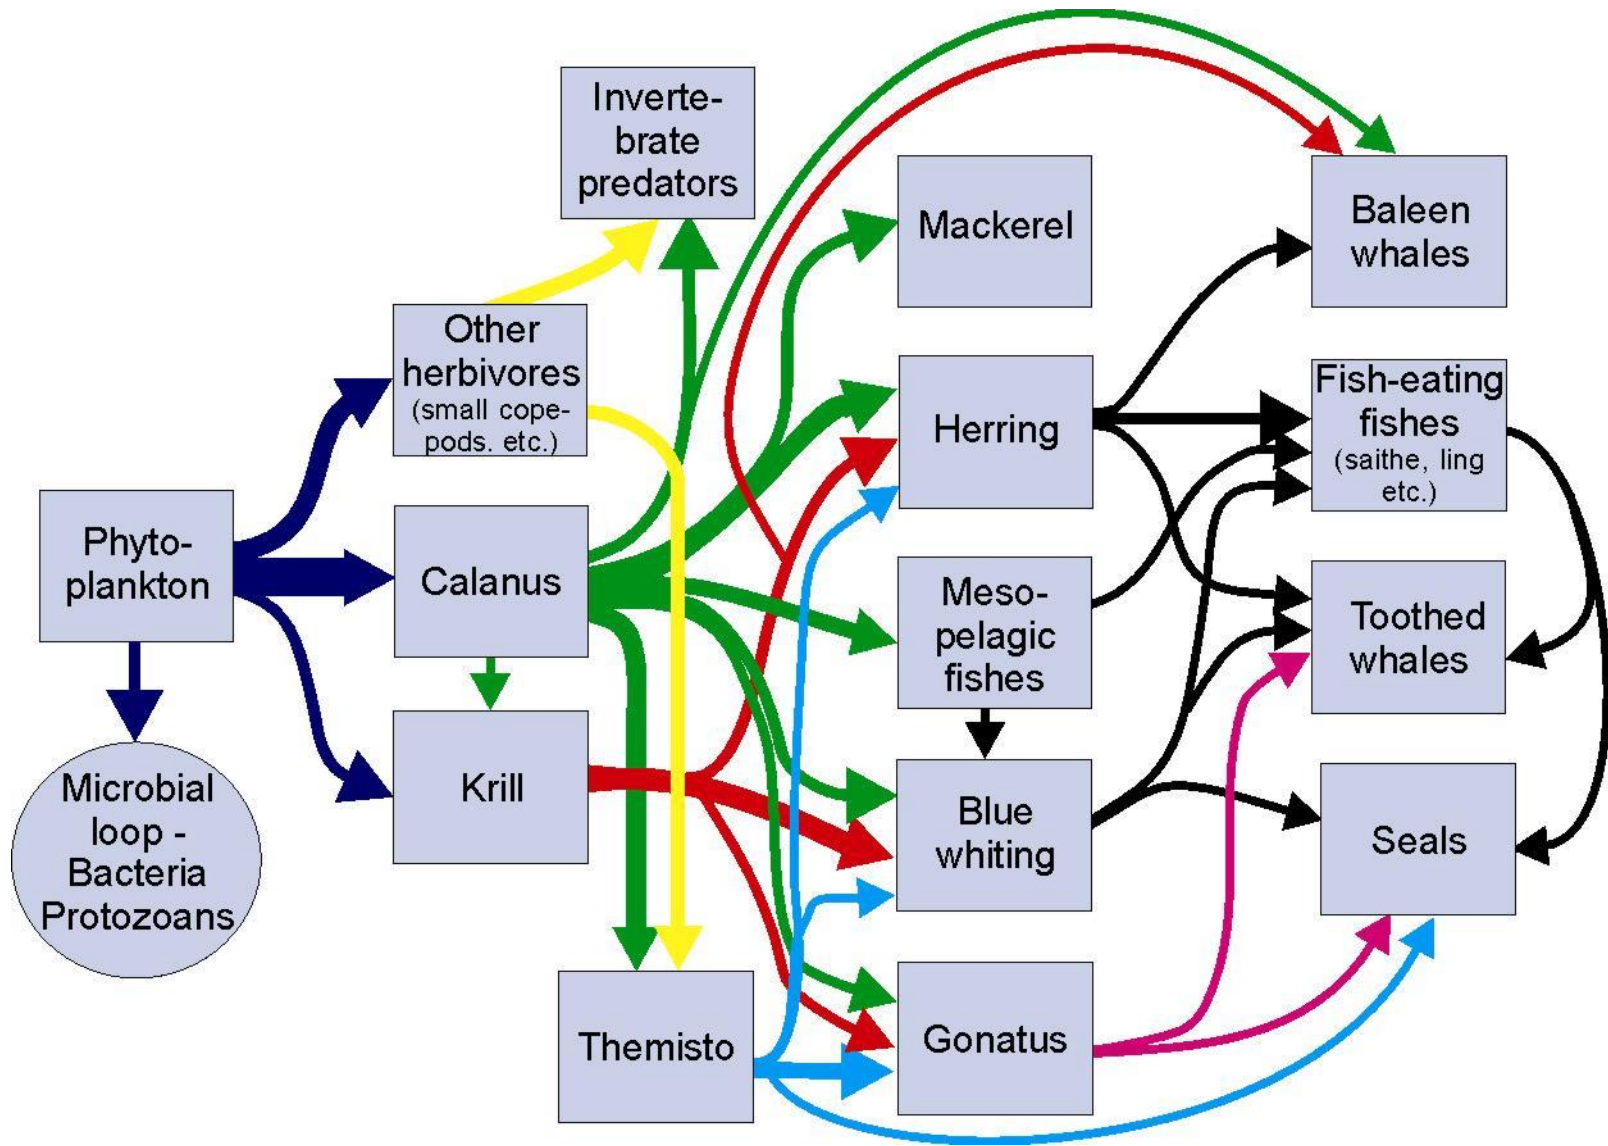 Inverte-
brate
predators
Mackerel
Baleen
whales
Other
herbivores
(small cope-
pods. etc.)
Herring
Fish-eating
fishes
(saithe, ling
etc.)
Phyto-
plankton
Calanus
Meso-
pelagic
fishes
Toothed
whales
Microbial
loop -
Bacteria
Protozoans
Krill
Blue
whiting
Seals
Themisto
Gonatus